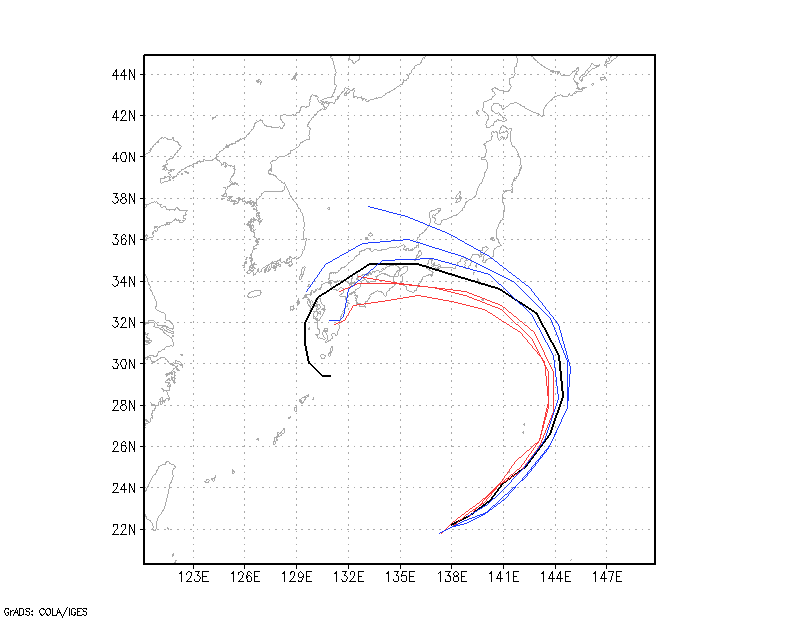 44N
42N
40N
38N
36N
34N
32N
30N
28N
26N
24N
22N
123E 126E 129E 132E 135E 138E 141E 144E 147E
GrADS: COLA/IGES